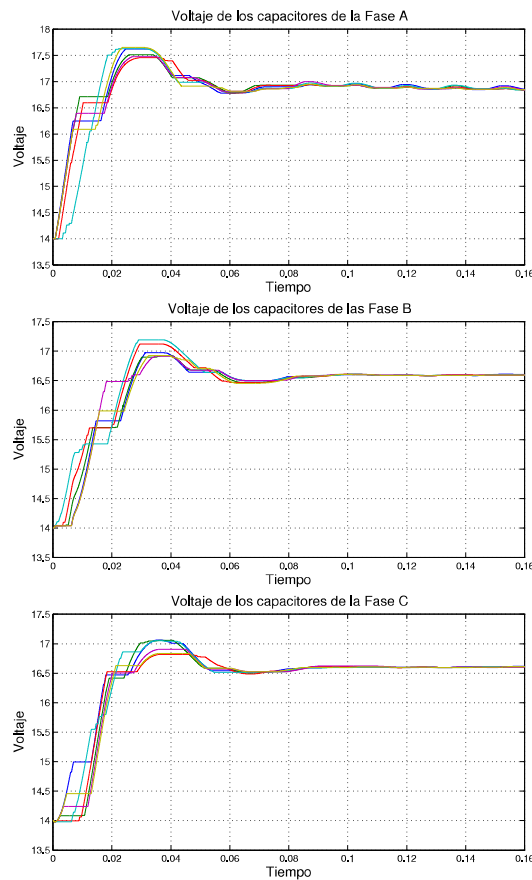 Voltaje de los capacitores de la Fase A
18
17.5
17
16.5
16
15.5
15
14.5
14
13.5
Voltaje
0 0.02 0.04 0.06 0.08 0.1 0.12 0.14 0.16
Tiempo
Voltaje de los capacitores de las Fase B
17.5
17
16.5
16
15.5
15
14.5
14
13.5
Voltaje
0 0.02 0.04 0.06 0.08 0.1 0.12 0.14 0.16
Tiempo
Voltaje de los capacitores de la Fase C
17.5
17
16.5
16
15.5
15
14.5
14
13.5
Voltaje
0 0.02 0.04 0.06 0.08 0.1 0.12 0.14 0.16
Tiempo